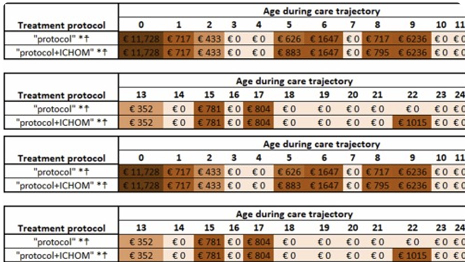 Age during care trajectory
Treatment protocol 0 1 2 3 4 5 6 7 8 9 10 11
"protocol" *† € 11,728 € 717 € 433 € 0 € 0 € 626 € 1647 € 0 € 717 € 6236 € 0 € 0
"protocol+ICHOM" *† € 11,728 € 717 € 433 € 0 € 0 € 883 € 1647 € 0 € 795 € 6236 € 0 € 0
Age during care trajectory
Treatment protocol 13 14 15 16 17 18 19 20 21 22 23 24
"protocol" *† € 352 € 0 € 781 € 0 € 804 € 0 € 0 € 0 € 0 € 0 € 0 € 0
"protocol+ICHOM" *† € 352 € 0 € 781 € 0 € 804 € 0 € 0 € 0 € 0 € 1015 € 0 € 0
Age during care trajectory
Treatment protocol 0 1 2 3 4 5 6 7 8 9 10 11
"protocol" *† € 11,728 € 717 € 433 € 0 € 0 € 626 € 1647 € 0 € 717 € 6236 € 0 € 0
"protocol+ICHOM" *† € 11,728 € 717 € 433 € 0 € 0 € 883 € 1647 € 0 € 795 € 6236 € 0 € 0
Age during care trajectory
Treatment protocol 13 14 15 16 17 18 19 20 21 22 23 24
"protocol" *† € 352 € 0 € 781 € 0 € 804 € 0 € 0 € 0 € 0 € 0 € 0 € 0
"protocol+ICHOM" *† € 352 € 0 € 781 € 0 € 804 € 0 € 0 € 0 € 0 € 1015 € 0 € 0